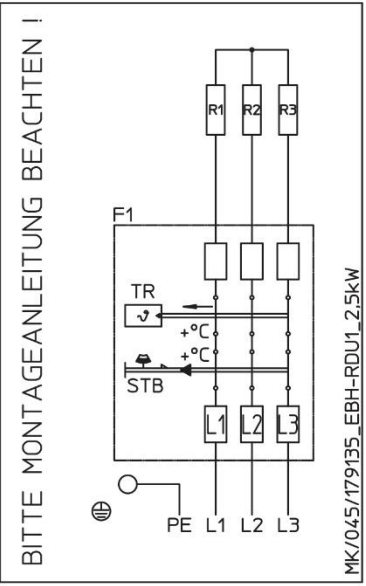 BITTE MONTAGEANLEITUNG BEACHTEN !
R1 R2 R3
F1
TR
ϑ
+°C
+°C
STB
L1 L2 L3
PE L1 L2 L3
MK/045/179135_EBH-RDU1_2,5kW